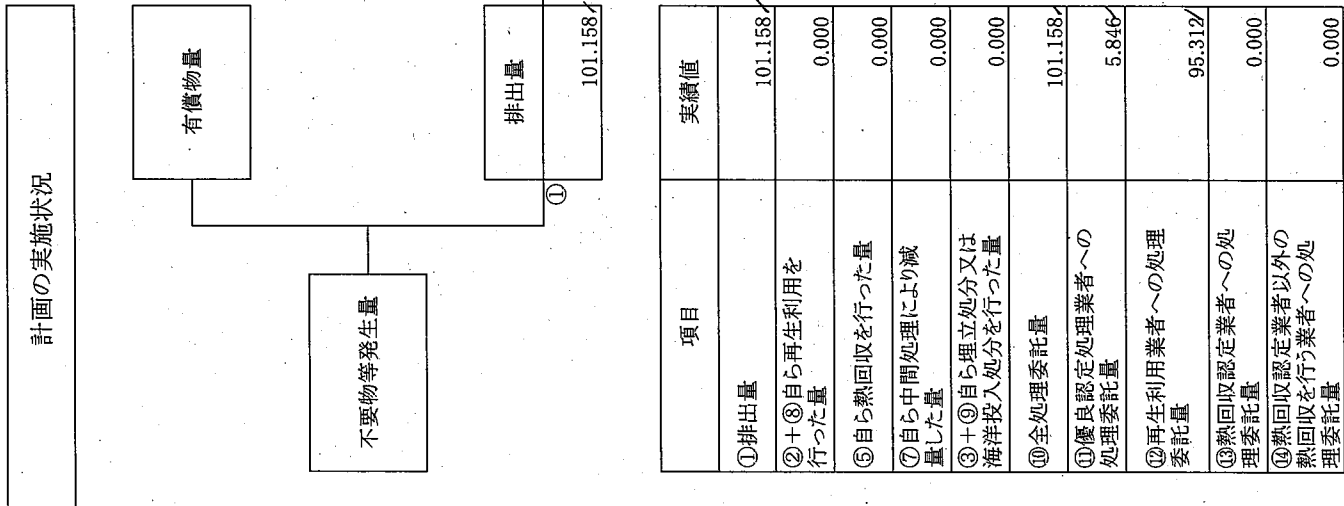 計画の実施状況
有償物量
不要物等発生量
排出量
①
101.158
項目
実績値
①排出量
101.158
②+⑧自ら再生利用を
行った量
0.000
⑤自ら熱回収を行った量
0.000
⑦自ら中間処理により減
量した量
0.000
③+⑨自ら埋立処分又は
海洋投入処分を行った量
0.000
⑩全処理委託量
101.158
⑪優良認定処理業者への
処理委託量
5.846
⑫再生利用業者への処理
委託量
95.312
⑬熱回収認定業者への処
理委託量
0.000
⑭熱回収認定業者以外の
熱回収を行う業者への処
理委託量
0.000